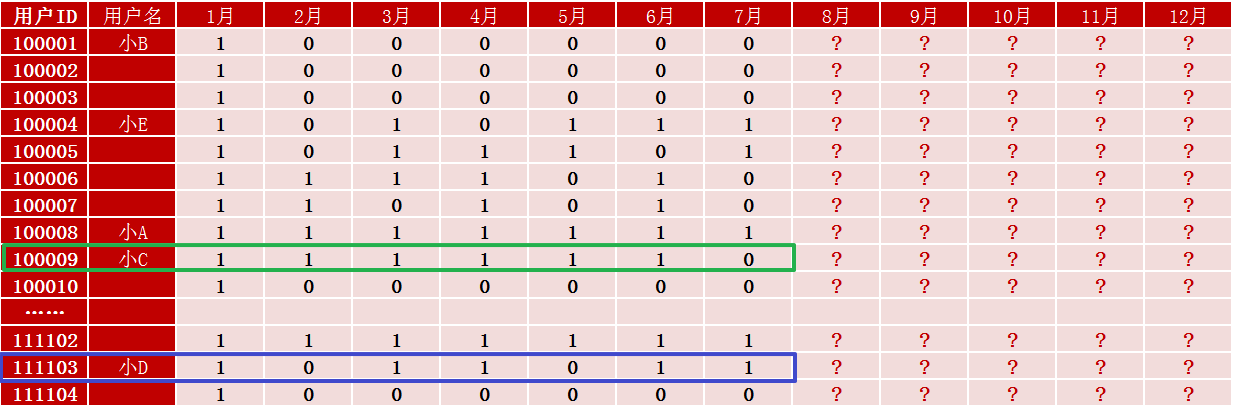 用户ID 用户名 1月 2月 3月 4月 5月 6月 7月 8月 9月 10月 11月 12月
100001 小B 1 0 0 0 0 0 0 ? ? ? ? ?
100002 1 0 0 0 0 0 0 ? ? ? ? ?
100003 1 0 0 0 0 0 0 ? ? ? ? ?
100004 小E 1 0 1 0 1 1 1 ? ? ? ? ?
100005 1 0 1 1 1 0 1 ? ? ? ? ?
100006 1 1 1 1 0 1 0 ? ? ? ? ?
100007 1 1 0 1 0 1 0 ? ? ? ? ?
100008 小A 1 1 1 1 1 1 1 ? ? ? ? ?
100009 小C 1 1 1 1 1 1 0 ? ? ? ? ?
100010 1 0 0 0 0 0 0 ? ? ? ? ?
……
111102 1 1 1 1 1 1 1 ? ? ? ? ?
111103 小D 1 0 1 1 0 1 1 ? ? ? ? ?
111104 1 0 0 0 0 0 0 ? ? ? ? ?